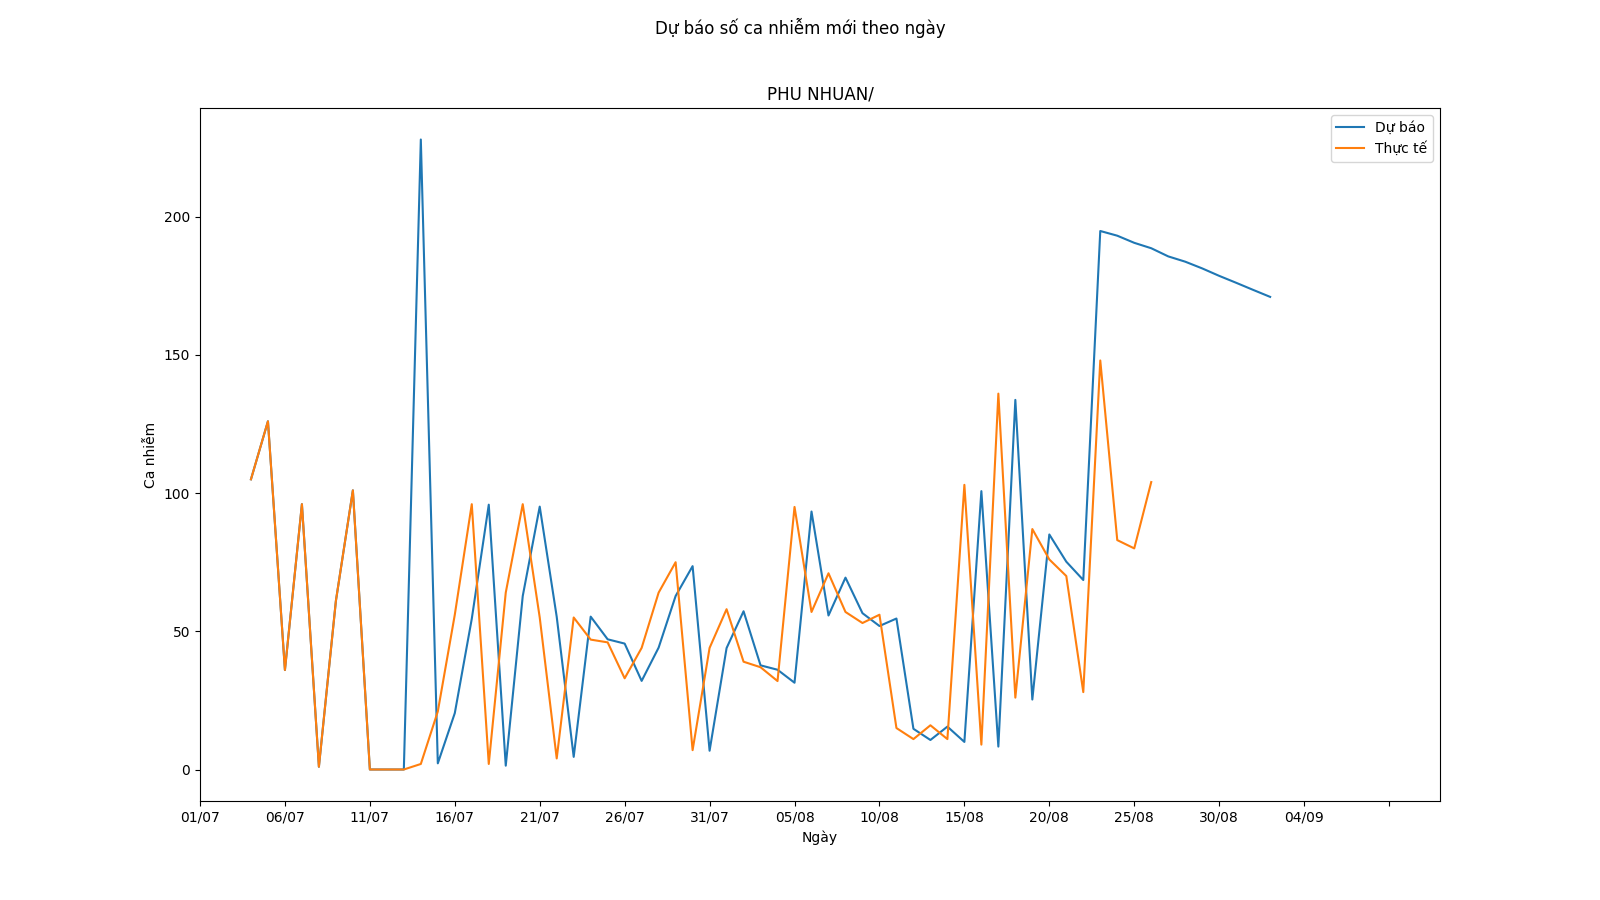 Dự báo số ca nhiễm mới theo ngày
PHU NHUAN/
Dự báo
Thực tế
200
150
100
50
0
Ca nhiễm
01/07 06/07 11/07 16/07 21/07 26/07 31/07 05/08 10/08 15/08 20/08 25/08 30/08 04/09
Ngày